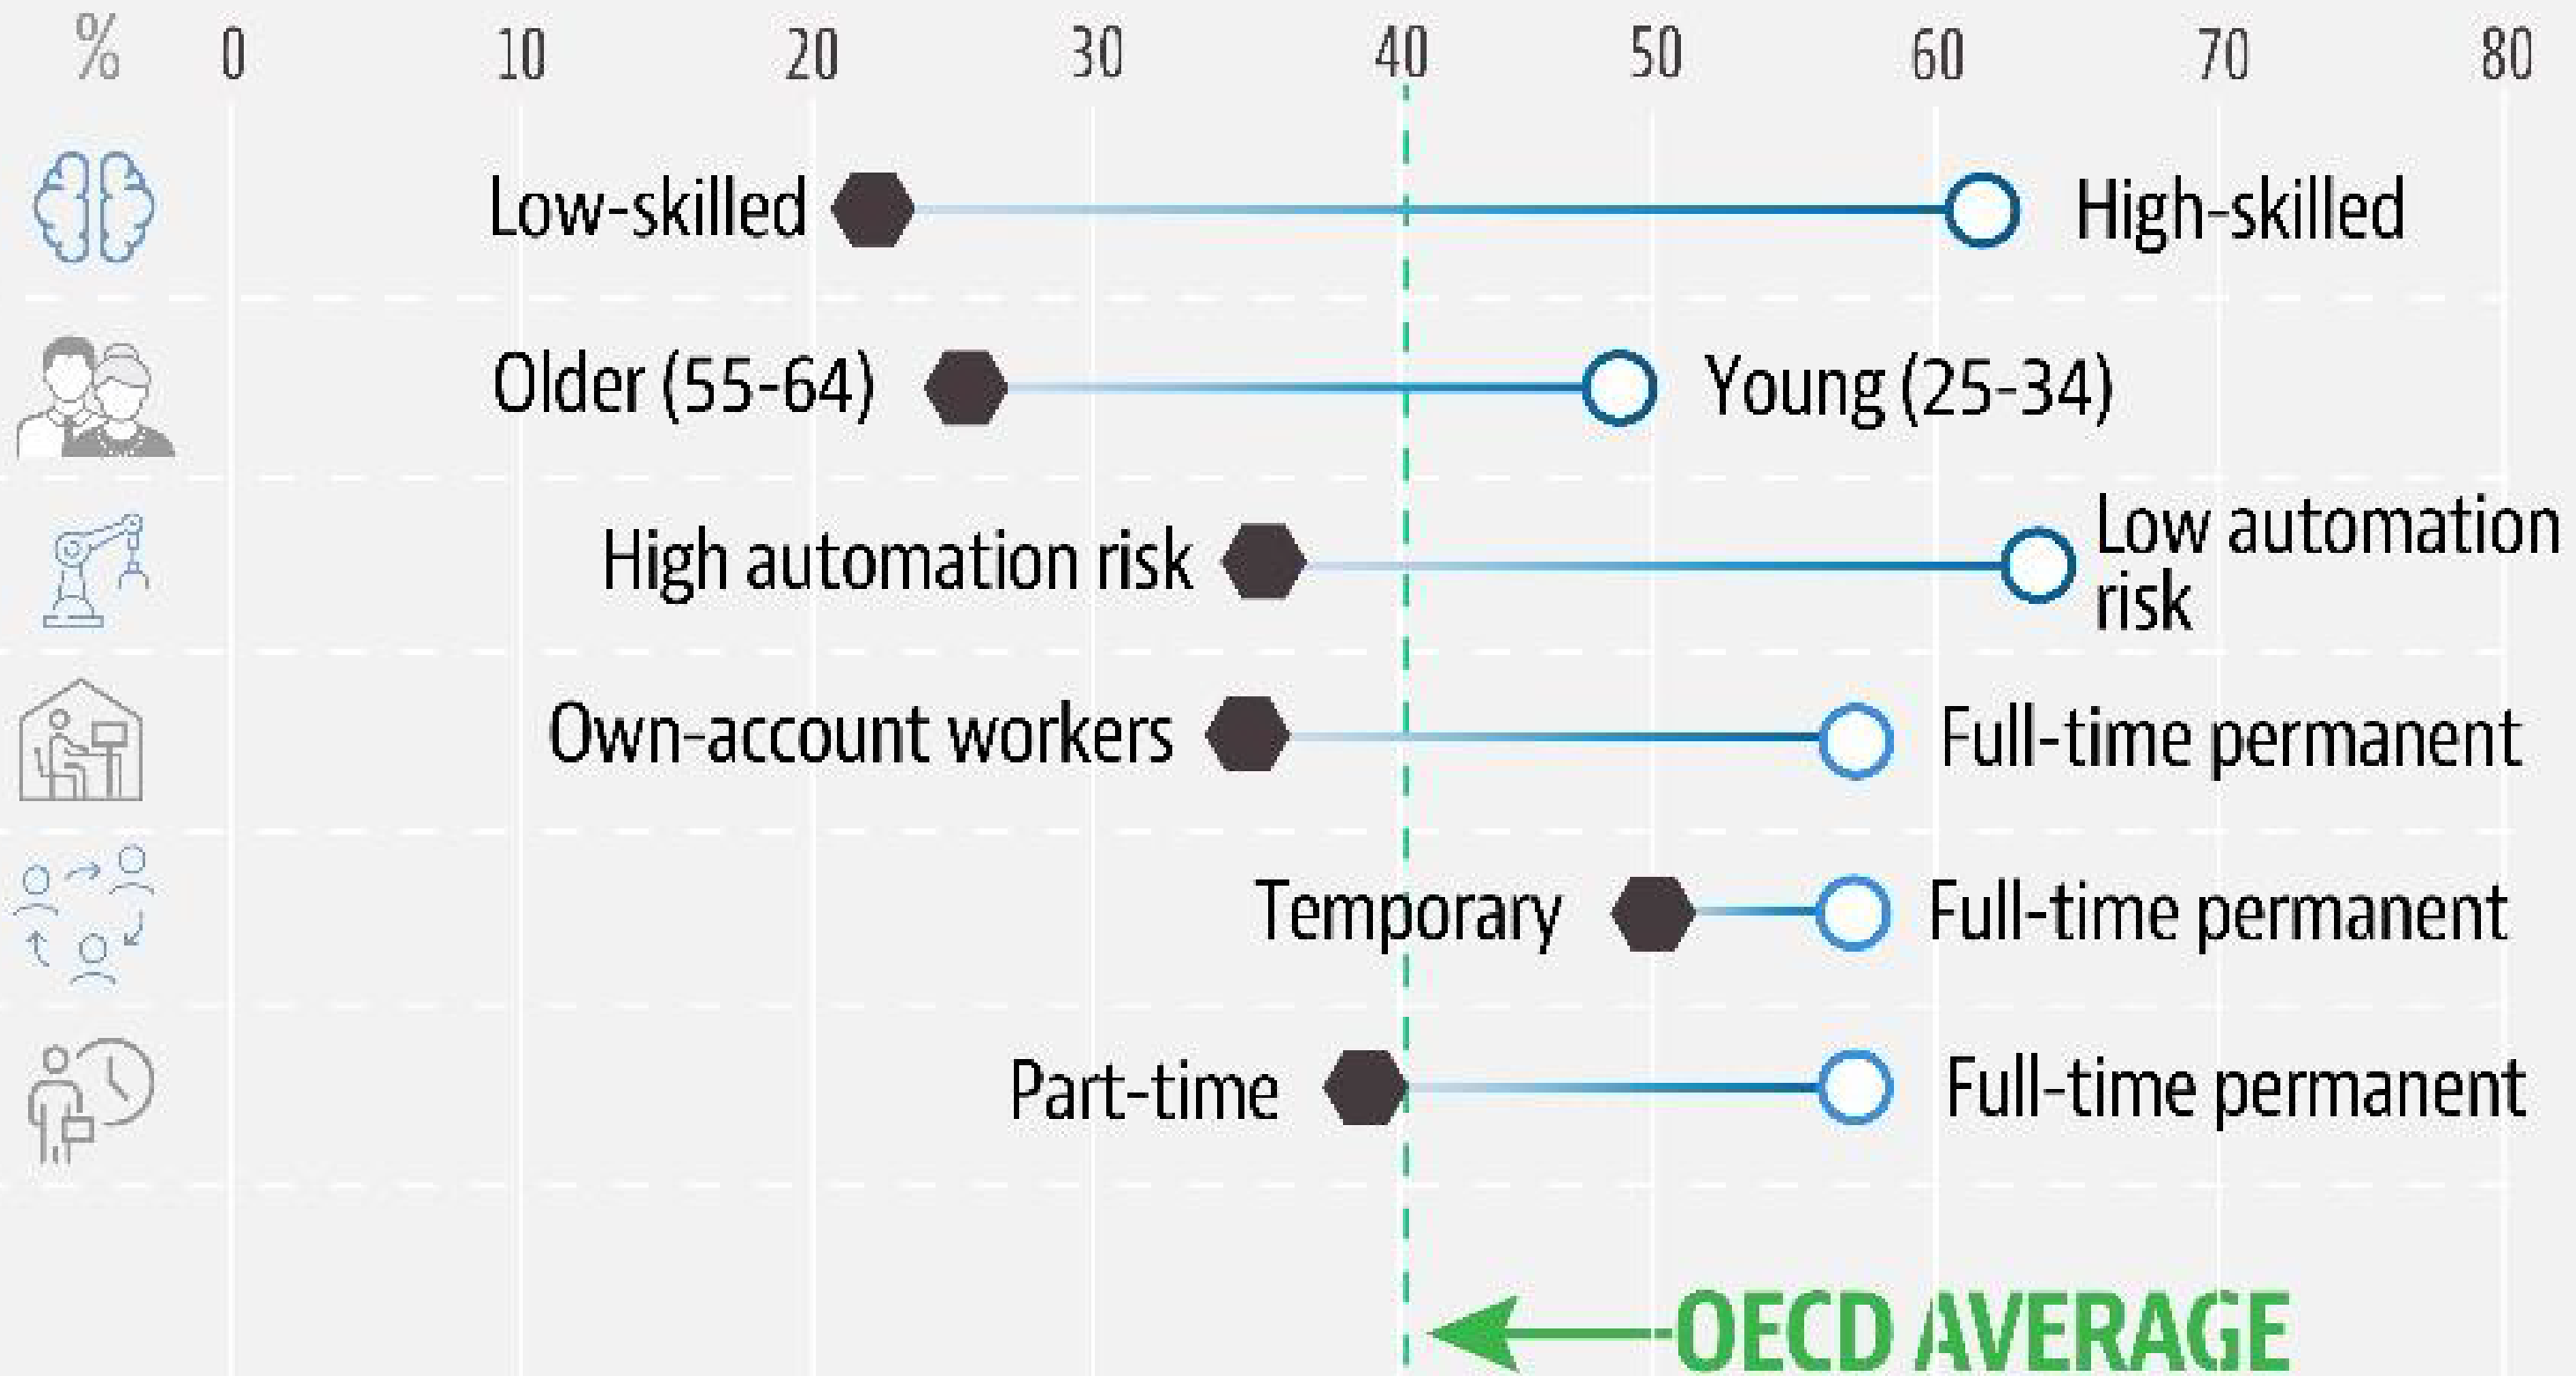 % 0 10 20 30 40 50 60 70 80
Low-skilled High-skilled
Older (55-64) Young (25-34)
High automation risk Low automation
risk
Own-account workers Full-time permanent
Temporary Full-time permanent
Part-time Full-time permanent
OECD AVERAGE